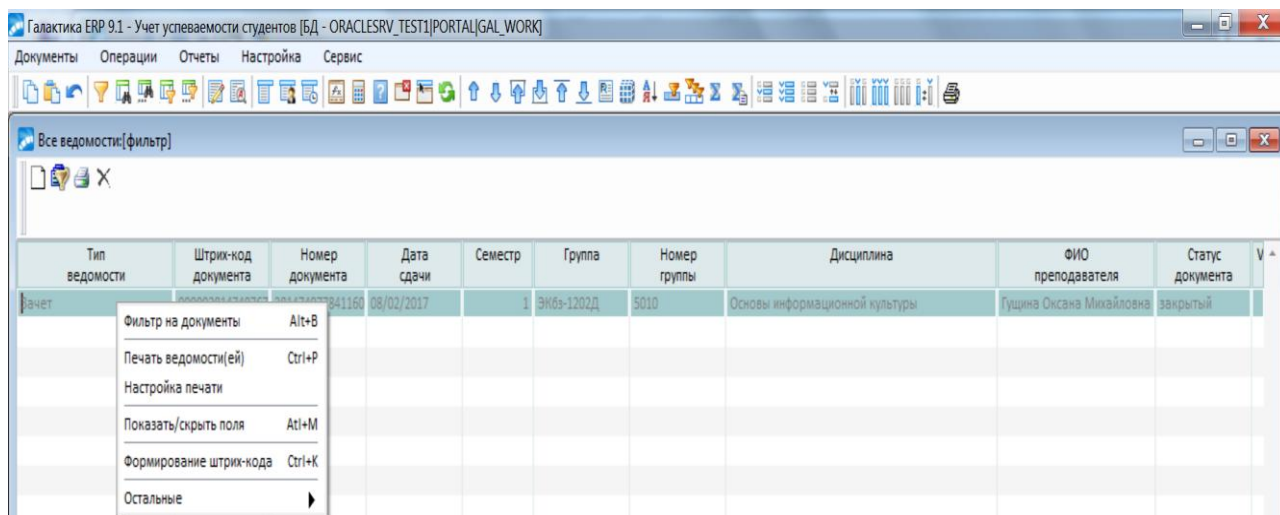 Галактика ERP 9.1 - Учет успеваемости студентов [БД - ORACLESRV_TEST1|PORTAL|GAL_WORK]
Документы Операции Отчеты Настройка Сервис
Все ведомости:[фильтр]
Тип ведомости Штрих-код документа Номер документа Дата сдачи Семестр Группа Номер группы Дисциплина ФИО преподавателя Статус документа
Зачет 08/02/2017 1 ЭКбз-1202Д 5010 Основы информационной культуры Гущина Оксана Михайловна закрытый
Фильтр на документы Alt+B
Печать ведомости(ей) Ctrl+P
Настройка печати
Показать/скрыть поля Atl+M
Формирование штрих-кода Ctrl+K
Остальные